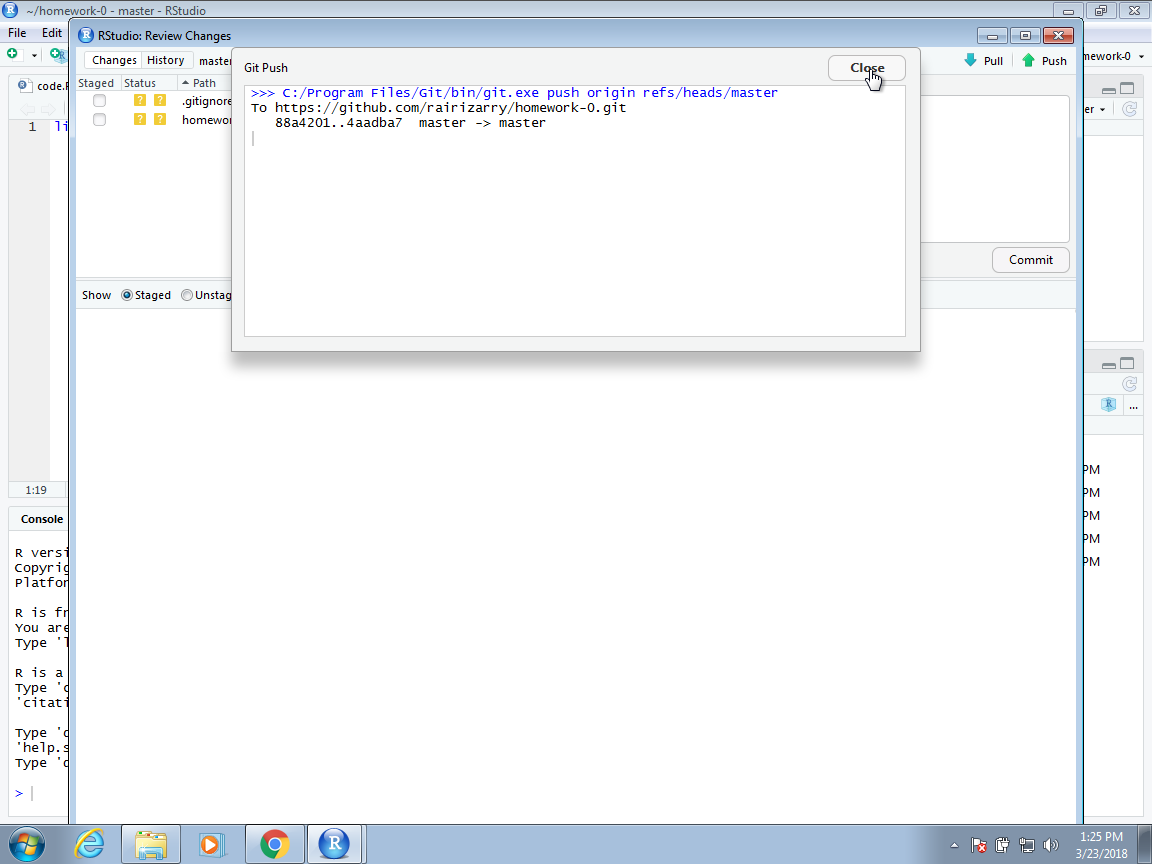 ~/homework-0 - master - RStudio
File Edit
RStudio: Review Changes
mework-0
Changes History master
Pull Push
Staged Status Path
.gitignore
homewor
Git Push
Close
>>> C:/Program Files/Git/bin/git.exe push origin refs/heads/master
To https://github.com/rairizarry/homework-0.git
88a4201..4aadba7 master -> master
code.R
1 li
er
Commit
Show Staged Unstag
1:19
...
PM
PM
PM
PM
PM
Console
R versi
Copyrig
Platfor
R is fr
You are
Type 'l
R is a
Type 'c
'citati
Type 'd
'help.s
Type 'q
>
1:25 PM
3/23/2018